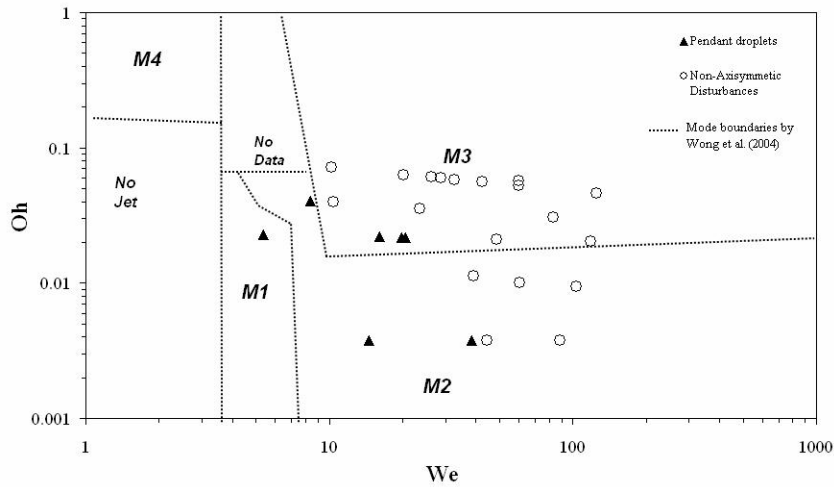 1
M4
Pendant droplets
Non-Axisymmetic
Disturbances
Mode boundaries by
Wong et al. (2004)
M3
No
Data
0.1
No
Jet
Oh
0.01
M1
M2
0.001
1
10
100
1000
We